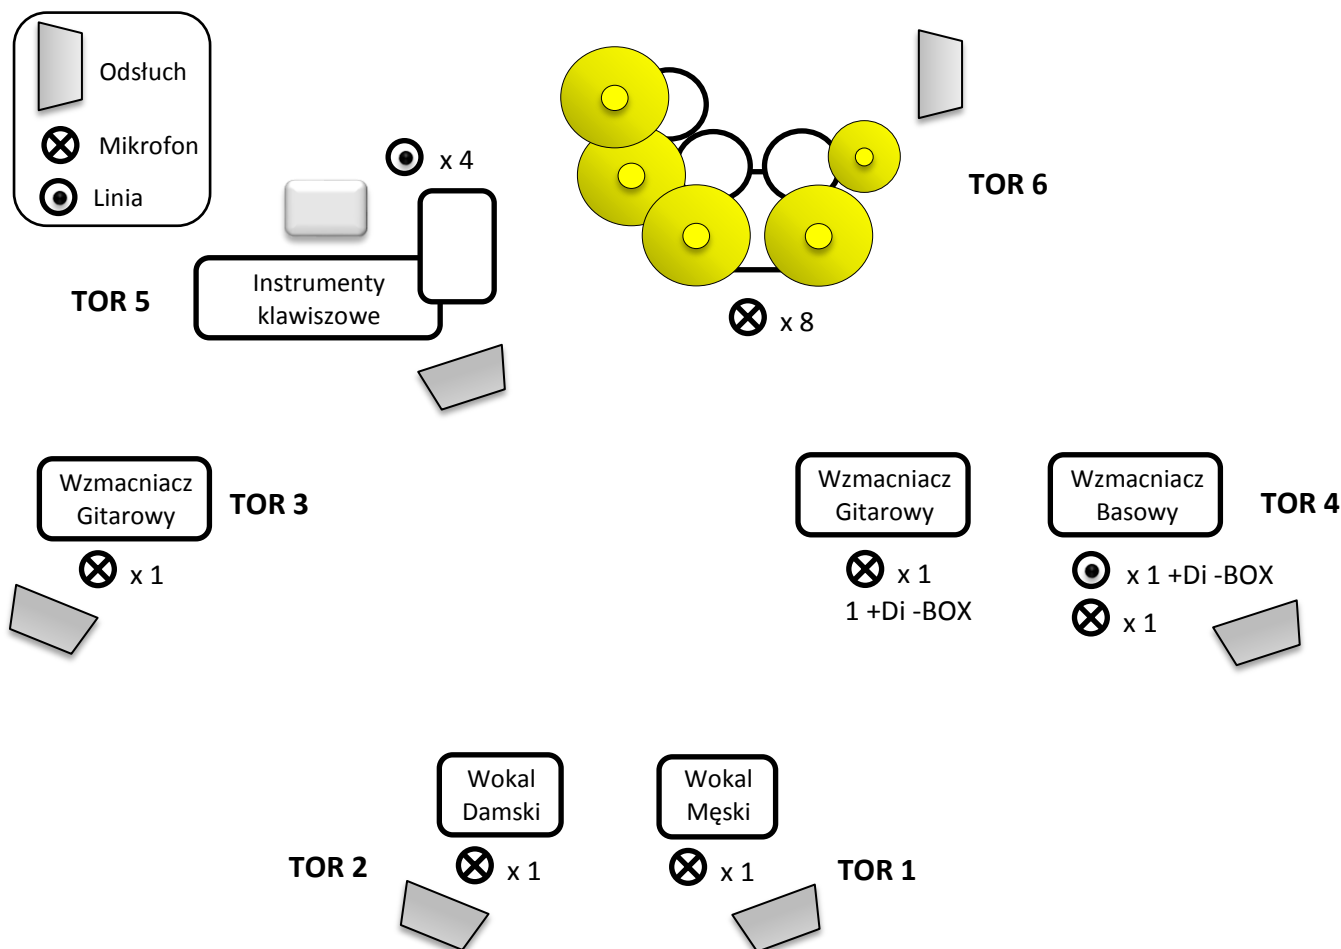 Odsłuch
Mikrofon
Linia
x 4
TOR 6
TOR 5
Instrumenty
klawiszowe
x 8
Wzmacniacz
Gitarowy
TOR 3
x 1
Wzmacniacz
Gitarowy
x 1
1 +Di -BOX
Wzmacniacz
Basowy
TOR 4
x 1 +Di -BOX
x 1
Wokal
Damski
TOR 2
x 1
Wokal
Męski
x 1
TOR 1